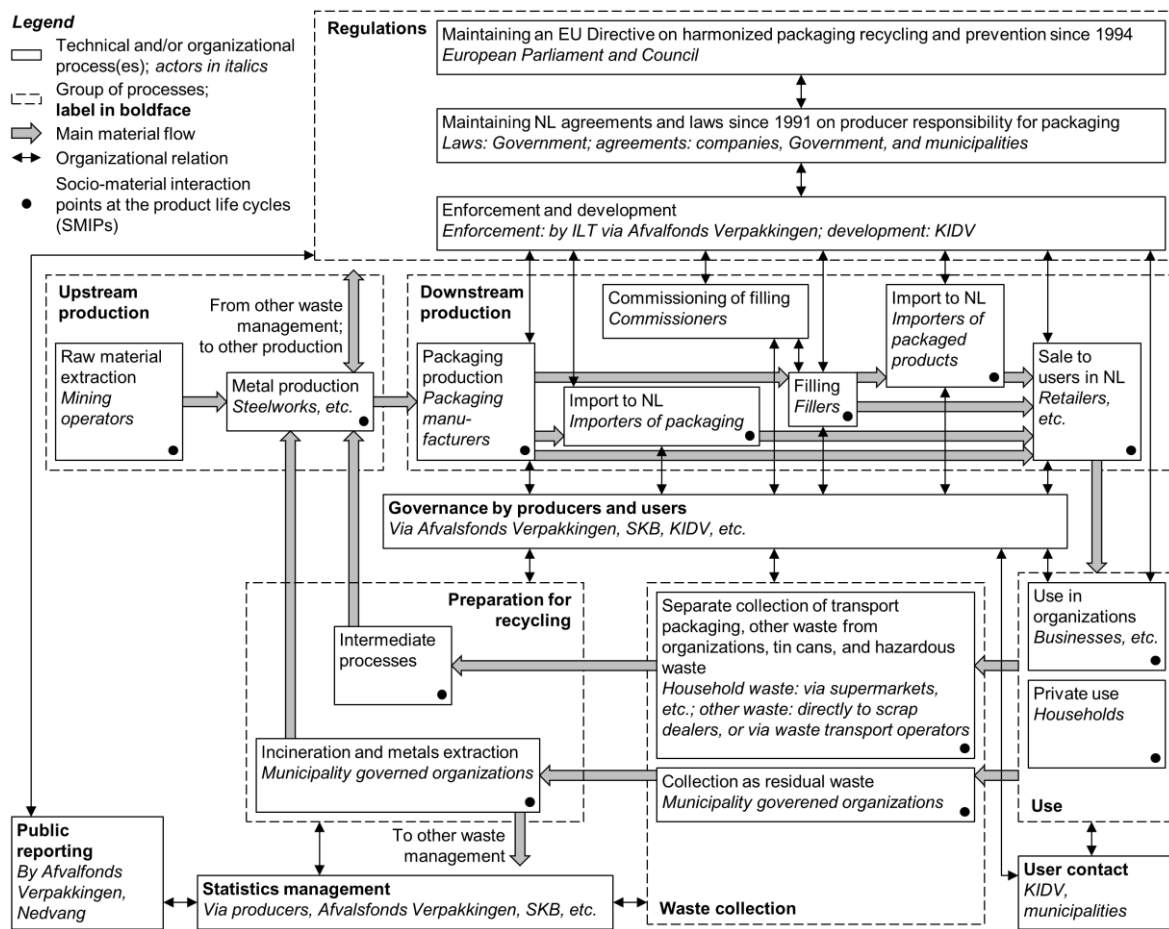 Legend
Technical and/or organizational
process(es); actors in italics
Group of processes;
label in boldface
Main material flow
Organizational relation
Socio-material interaction
points at the product life cycles
(SMIPs)
Regulations
Maintaining an EU Directive on harmonized packaging recycling and prevention since 1994
European Parliament and Council
Maintaining NL agreements and laws since 1991 on producer responsibility for packaging
Laws: Government; agreements: companies, Government, and municipalities
Enforcement and development
Enforcement: by ILT via Afvalfonds Verpakkingen; development: KIDV
Upstream
production
From other waste
management;
to other production
Raw material
extraction
Mining
operators
Metal production
Steelworks, etc.
Downstream
production
Commissioning of filling
Commissioners
Import to NL
Importers of
packaged
products
Packaging
production
Packaging
manu-
facturers
Import to NL
Importers of packaging
Filling
Fillers
Sale to
users in NL
Retailers,
etc.
Governance by producers and users
Via Afvalsfonds Verpakkingen, SKB, KIDV, etc.
Preparation for
recycling
Intermediate
processes
Incineration and metals extraction
Municipality governed organizations
To other waste
management
Separate collection of transport
packaging, other waste from
organizations, tin cans, and hazardous
waste
Household waste: via supermarkets,
etc.; other waste: directly to scrap
dealers, or via waste transport operators
Collection as residual waste
Municipality goverened organizations
Waste collection
Use in
organizations
Businesses, etc.
Private use
Households
Use
Public
reporting
By Afvalfonds
Verpakkingen,
Nedvang
Statistics management
Via producers, Afvalsfonds Verpakkingen, SKB, etc.
User contact
KIDV,
municipalities